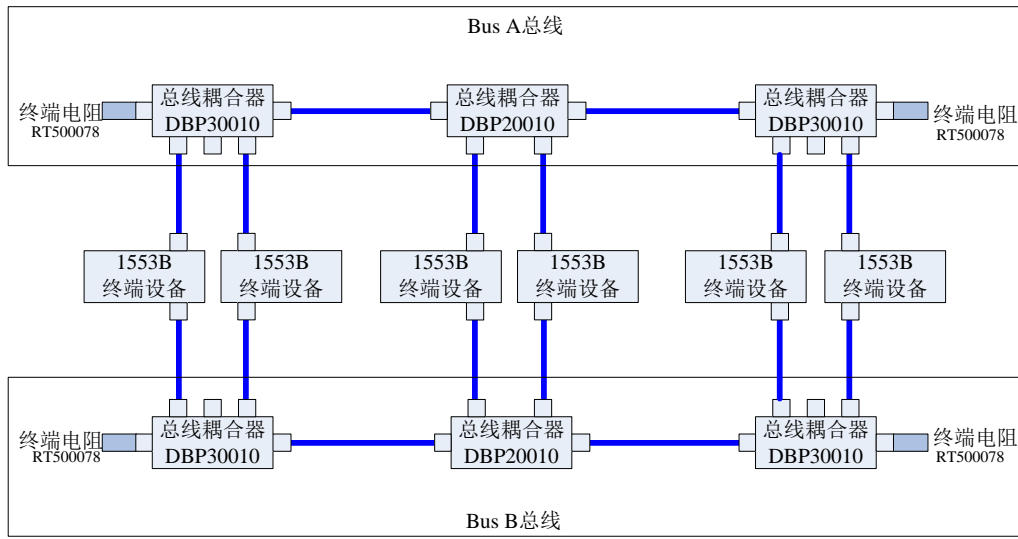 Bus A总线
终端电阻
RT500078
总线耦合器
DBP30010
总线耦合器
DBP20010
总线耦合器
DBP30010
终端电阻
RT500078
1553B
终端设备
1553B
终端设备
1553B
终端设备
1553B
终端设备
1553B
终端设备
1553B
终端设备
终端电阻
RT500078
总线耦合器
DBP30010
总线耦合器
DBP20010
总线耦合器
DBP30010
终端电阻
RT500078
Bus B总线